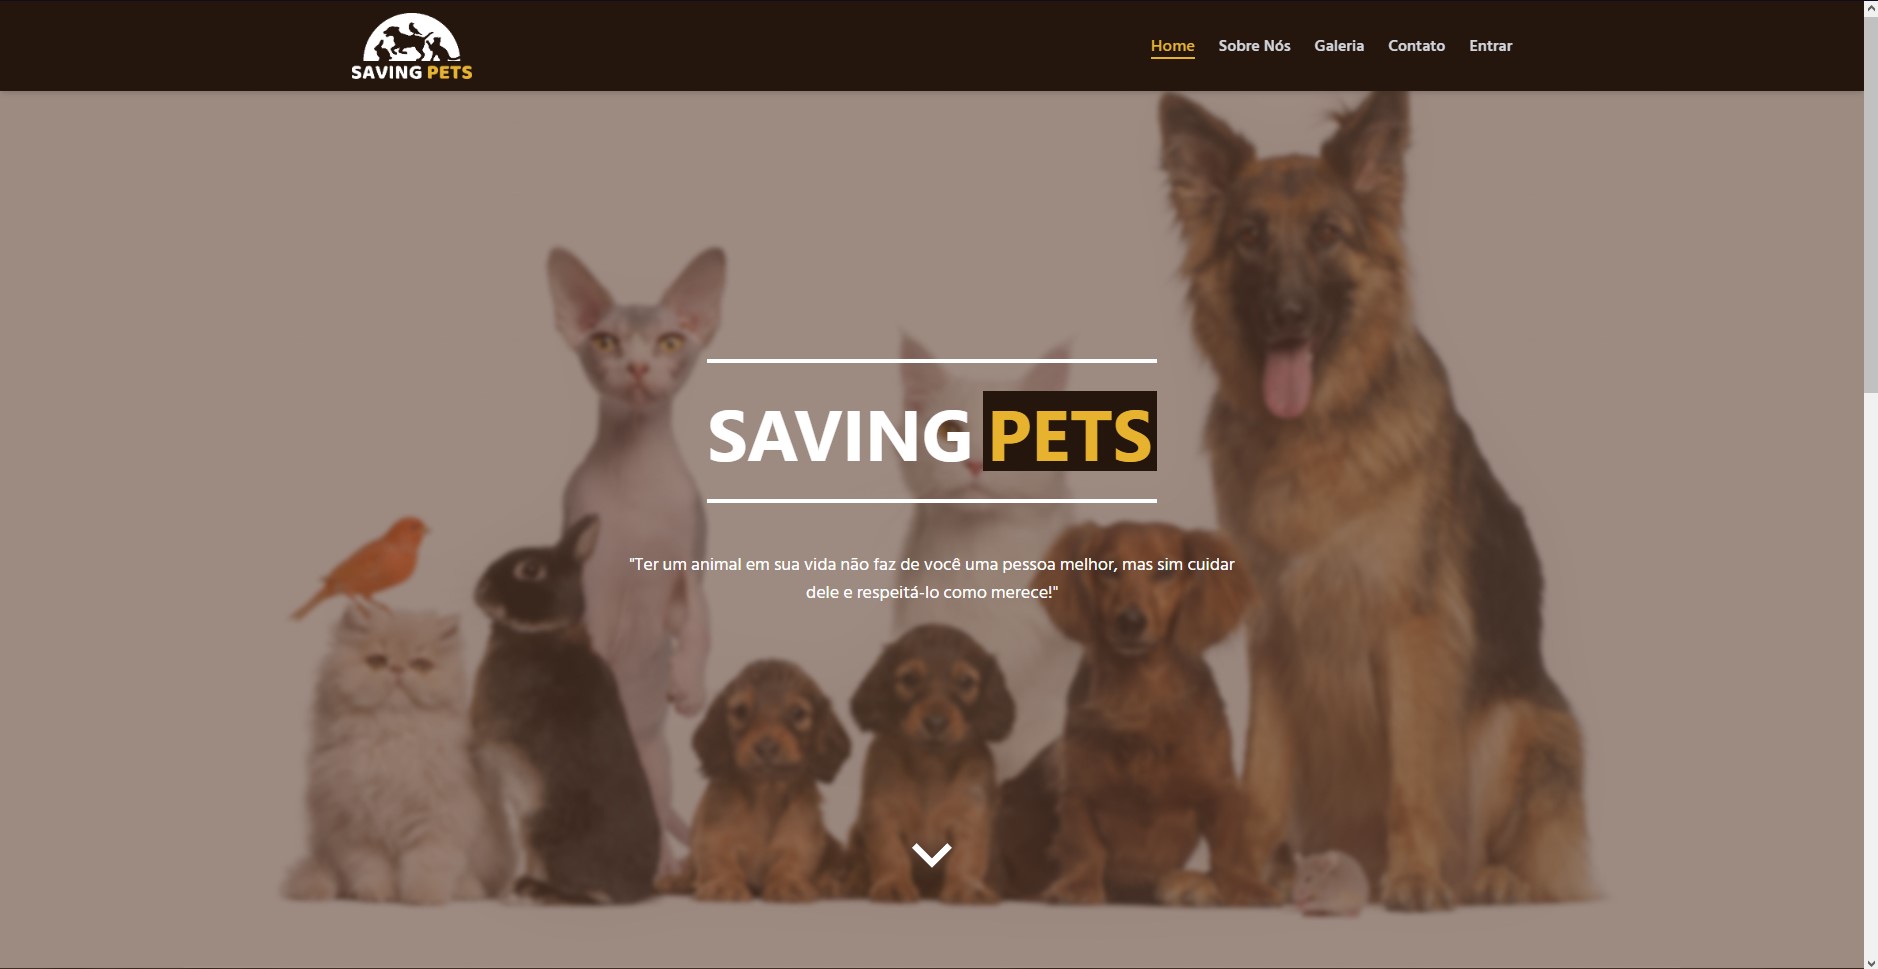 SAVING PETS
Home Sobre Nós Galeria Contato Entrar
SAVING PETS
"Ter um animal em sua vida não faz de você uma pessoa melhor, mas sim cuidar
dele e respeitá-lo como merece!"